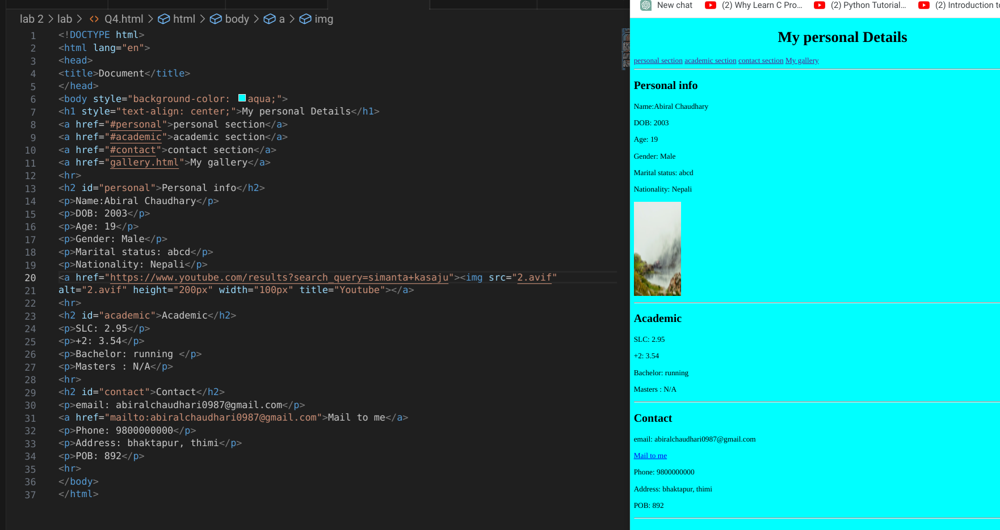 lab 2 > lab > <> Q4.html > html > body > a > img
1 <!DOCTYPE html>
2 <html lang="en">
3 <head>
4 <title>Document</title>
5 </head>
6 <body style="background-color: aqua;">
7 <h1 style="text-align: center;">My personal Details</h1>
8 <a href="#personal">personal section</a>
9 <a href="#academic">academic section</a>
10 <a href="#contact">contact section</a>
11 <a href="gallery.html">My gallery</a>
12 <hr>
13 <h2 id="personal">Personal info</h2>
14 <p>Name:Abiral Chaudhary</p>
15 <p>DOB: 2003</p>
16 <p>Age: 19</p>
17 <p>Gender: Male</p>
18 <p>Marital status: abcd</p>
19 <p>Nationality: Nepali</p>
20 <a href="https://www.youtube.com/results?search_query=simanta+kasaju"><img src="2.avif"
21 alt="2.avif" height="200px" width="100px" title="Youtube"></a>
22 <hr>
23 <h2 id="academic">Academic</h2>
24 <p>SLC: 2.95</p>
25 <p>+2: 3.54</p>
26 <p>Bachelor: running </p>
27 <p>Masters : N/A</p>
28 <hr>
29 <h2 id="contact">Contact</h2>
30 <p>email: abiralchaudhari0987@gmail.com</p>
31 <a href="mailto:abiralchaudhari0987@gmail.com">Mail to me</a>
32 <p>Phone: 9800000000</p>
33 <p>Address: bhaktapur, thimi</p>
34 <p>POB: 892</p>
35 <hr>
36 </body>
37 </html>
New chat (2) Why Learn C Pro... (2) Python Tutorial... (2) Introduction to
My personal Details
personal section academic section contact section My gallery
Personal info
Name:Abiral Chaudhary
DOB: 2003
Age: 19
Gender: Male
Marital status: abcd
Nationality: Nepali
Academic
SLC: 2.95
+2: 3.54
Bachelor: running
Masters : N/A
Contact
email: abiralchaudhari0987@gmail.com
Mail to me
Phone: 9800000000
Address: bhaktapur, thimi
POB: 892